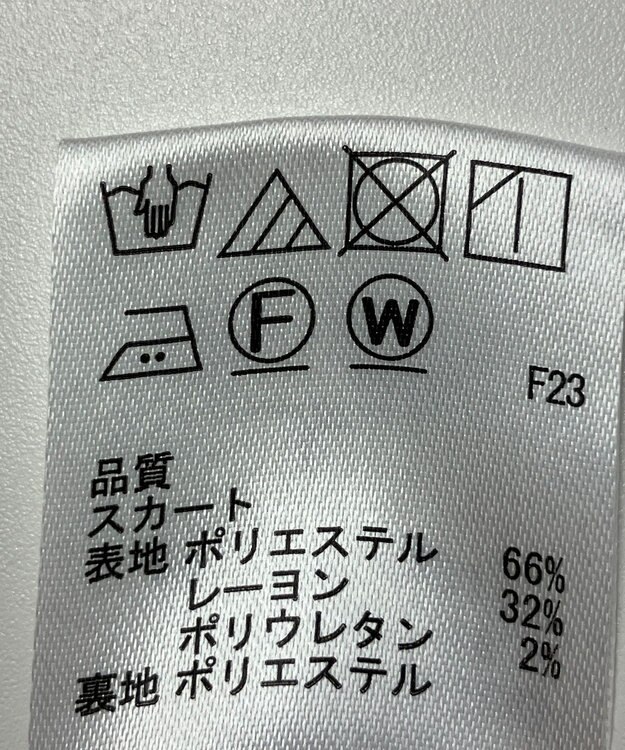 F W
F23
品質
スカート
表地 ポリエステル 66%
レーヨン 32%
ポリウレタン 2%
裏地 ポリエステル